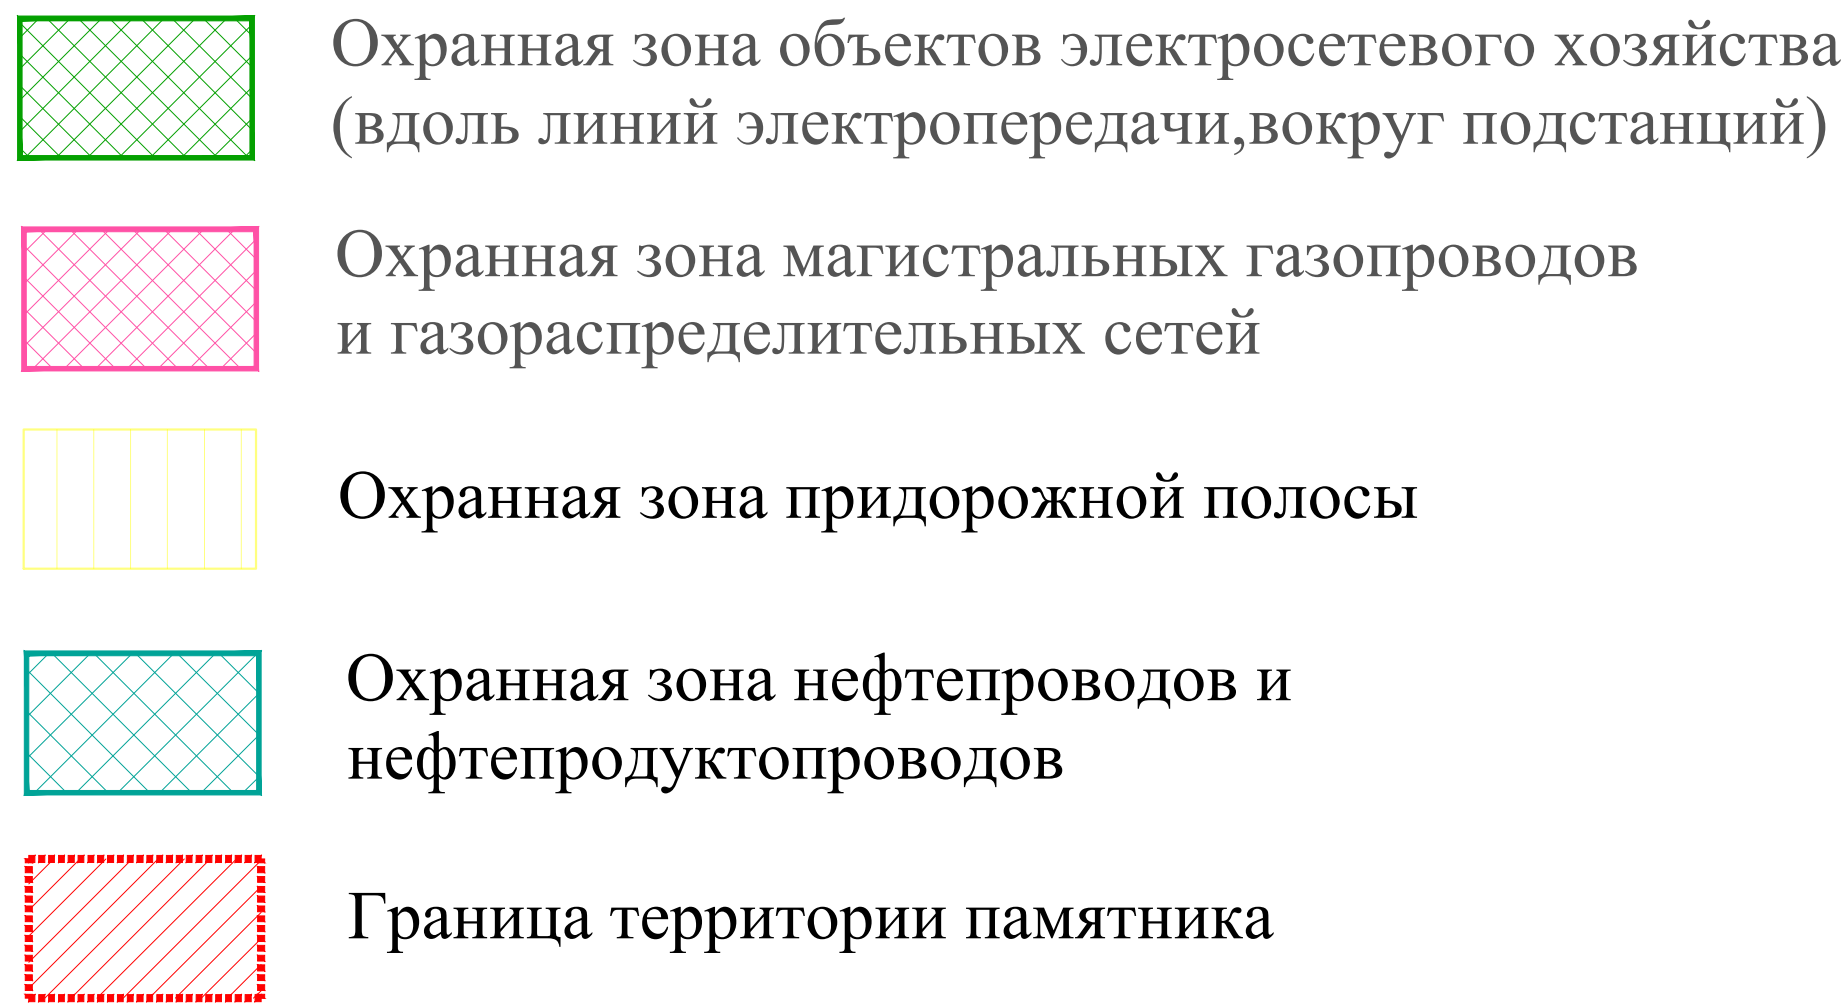 Охранная зона объектов электросетевого хозяйства
(вдоль линий электропередачи,вокруг подстанций)
Охранная зона магистральных газопроводов
и газораспределительных сетей
Охранная зона придорожной полосы
Охранная зона нефтепроводов и
нефтепродуктопроводов
Граница территории памятника